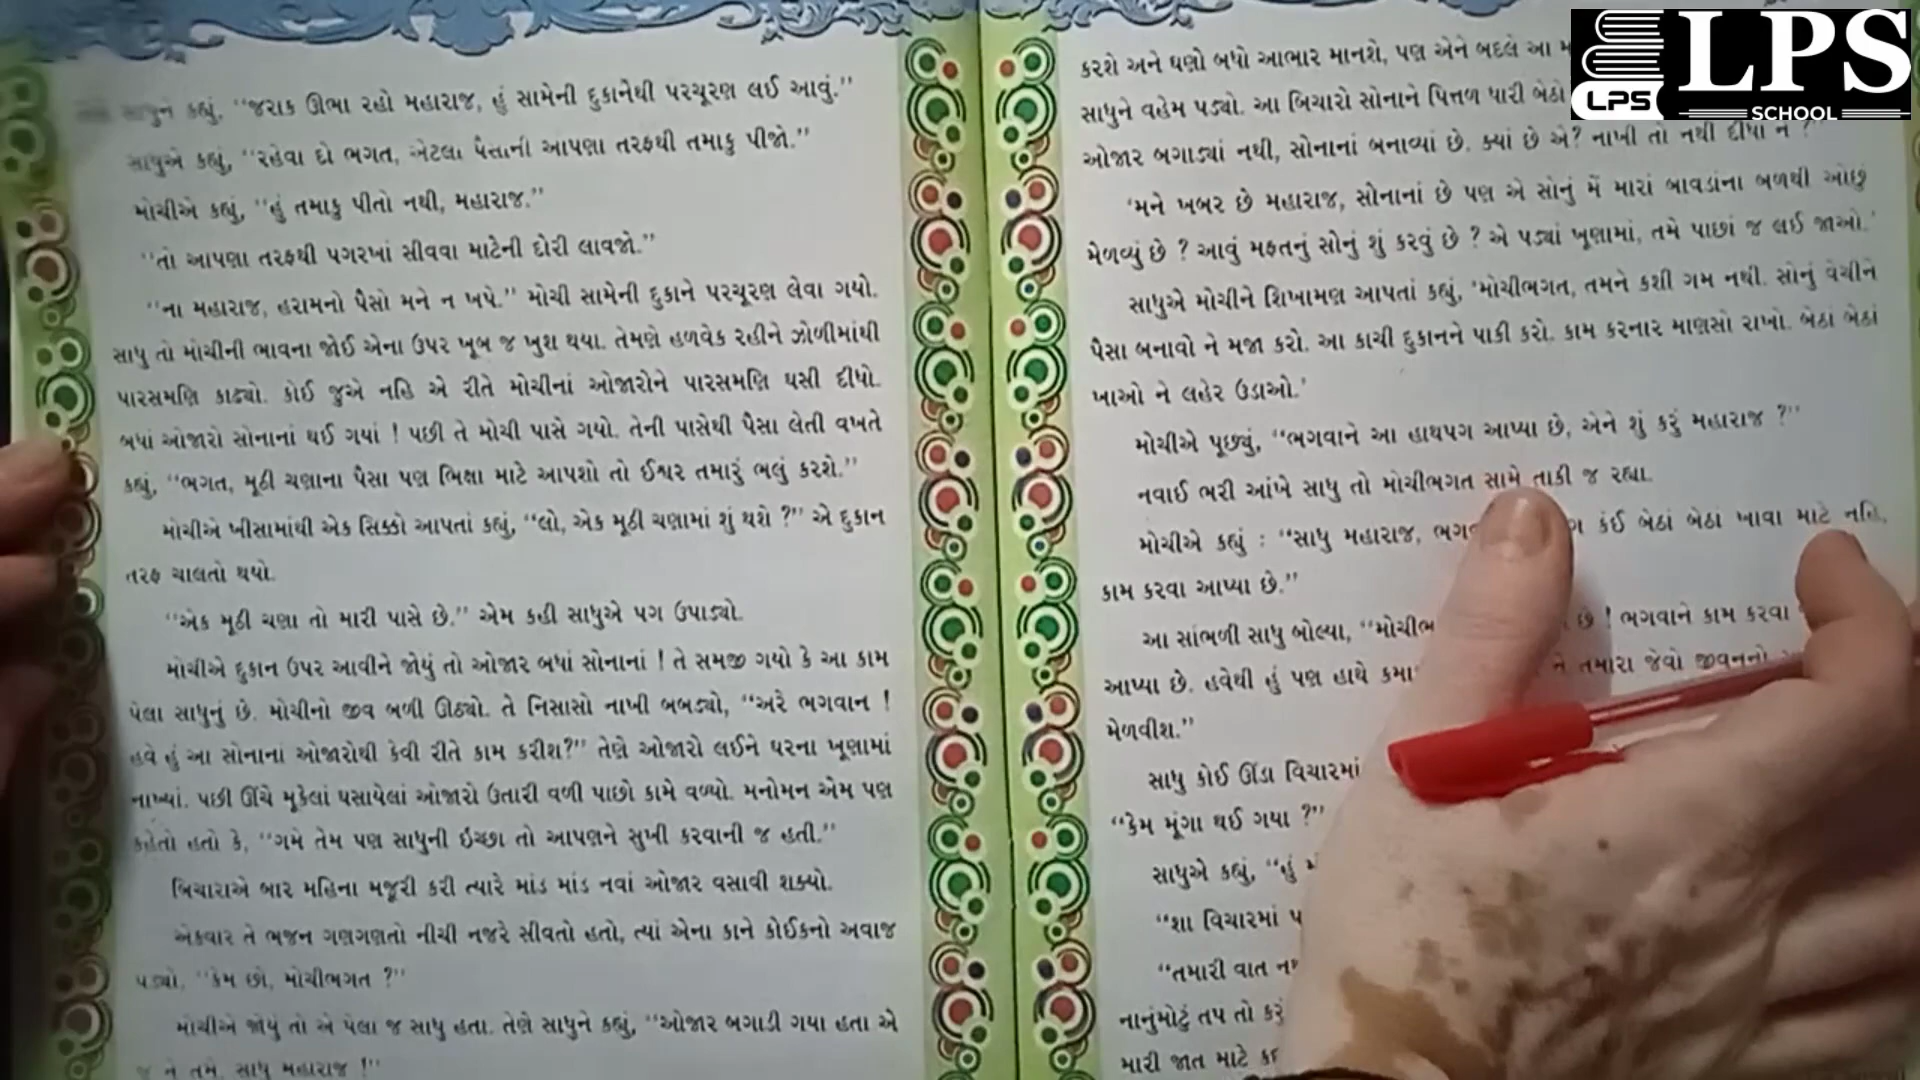 સાધુને કહ્યું, “જરાક ઊભા રહો મહારાજ, હું સામેની દુકાનેથી પરચૂરણ લઈ આવું.”
સાધુએ કહ્યું, “રહેવા દો ભગત, એટલા પૈસાની આપણા તરફથી તમાકુ પીજો.”
મોચીએ કહ્યું, “હું તમાકુ પીતો નથી, મહારાજ.”
“તો આપણા તરફથી પગરખાં સીવવા માટેની દોરી લાવજો.”
“ના મહારાજ, હરામનો પૈસો મને ન ખપે.” મોચી સામેની દુકાને પરચૂરણ લેવા ગયો.
સાધુ તો મોચીની ભાવના જોઈ એના ઉપર ખૂબ જ ખુશ થયા. તેમણે હળવેક રહીને ઝોળીમાંથી
પારસમણિ કાઢ્યો. કોઈ જુએ નહિ એ રીતે મોચીનાં ઓજારોને પારસમણિ ઘસી દીધો.
બધાં ઓજારો સોનાનાં થઈ ગયાં ! પછી તે મોચી પાસે ગયો. તેની પાસેથી પૈસા લેતી વખતે
કહ્યું, “ભગત, મૂઠી ચણાના પૈસા પણ ભિક્ષા માટે આપશો તો ઈશ્વર તમારું ભલું કરશે.”
મોચીએ ખીસામાંથી એક સિક્કો આપતાં કહ્યું, “લો, એક મૂઠી ચણામાં શું થશે ?” એ દુકાન
તરફ ચાલતો થયો.
“એક મૂઠી ચણા તો મારી પાસે છે.” એમ કહી સાધુએ પગ ઉપાડ્યો.
મોચીએ દુકાન ઉપર આવીને જોયું તો ઓજાર બધાં સોનાનાં ! તે સમજી ગયો કે આ કામ
પેલા સાધુનું છે. મોચીનો જીવ બળી ઊઠ્યો. તે નિસાસો નાખી બબડ્યો, “અરે ભગવાન !
હવે હું આ સોનાનાં ઓજારોથી કેવી રીતે કામ કરીશ?” તેણે ઓજારો લઈને ઘરના ખૂણામાં
નાખ્યાં. પછી ઊંચે મૂકેલાં ઘસાયેલાં ઓજારો ઉતારી વળી પાછો કામે વળ્યો. મનોમન એમ પણ
કહેતો હતો કે, “ગમે તેમ પણ સાધુની ઇચ્છા તો આપણને સુખી કરવાની જ હતી.”
બિચારાએ બાર મહિના મજૂરી કરી ત્યારે માંડ માંડ નવાં ઓજાર વસાવી શક્યો.
એકવાર તે ભજન ગણગણતો નીચી નજરે સીવતો હતો, ત્યાં એના કાને કોઈકનો અવાજ
પડ્યો, “કેમ છો, મોચીભગત ?”
મોચીએ જોયું તો એ પેલા જ સાધુ હતા. તેણે સાધુને કહ્યું, “ઓજાર બગાડી ગયા હતા એ
જ ને તમે, સાધુ મહારાજ !”
કરશે અને ઘણો બધો આભાર માનશે, પણ એને બદલે આ
સાધુને વહેમ પડ્યો. આ બિચારો સોનાને પિત્તળ ધારી બેઠો
ઓજાર બગાડ્યાં નથી, સોનાનાં બનાવ્યાં છે. ક્યાં છે એ? નાખી તો નથી દીધા ને ?
‘મને ખબર છે મહારાજ, સોનાનાં છે પણ એ સોનું મેં મારાં બાવડાંના બળથી ઓછું
મેળવ્યું છે ? આવું મફતનું સોનું શું કરવું છે ? એ પડ્યાં ખૂણામાં, તમે પાછાં જ લઈ જાઓ.’
સાધુએ મોચીને શિખામણ આપતાં કહ્યું, ‘મોચીભગત, તમને કશી ગમ નથી. સોનું વેચીને
પૈસા બનાવો ને મજા કરો. આ કાચી દુકાનને પાકી કરો. કામ કરનાર માણસો રાખો. બેઠાં બેઠાં
ખાઓ ને લહેર ઉડાઓ.’
મોચીએ પૂછ્યું, “ભગવાને આ હાથપગ આપ્યા છે, એને શું કરું મહારાજ ?”
નવાઈ ભરી આંખે સાધુ તો મોચીભગત સામે તાકી જ રહ્યા.
મોચીએ કહ્યું : “સાધુ મહારાજ, કંઈ બેઠાં બેઠાં ખાવા માટે નહિ,
કામ કરવા આપ્યા છે.”
આ સાંભળી સાધુ બોલ્યા, છે ! ભગવાને કામ કરવા
આપ્યા છે. હવેથી હું પણ હાથે તમારા જેવો જીવનનો
મેળવીશ.”
સાધુ કોઈ ઊંડા વિચારમાં
“કેમ મૂંગા થઈ ગયા ?”
સાધુએ કહ્યું, “હું
“શા વિચારમાં
“તમારી વાત
નાનુંમોટું તપ તો કરું
મારી જાત માટે
LPS
LPS
SCHOOL